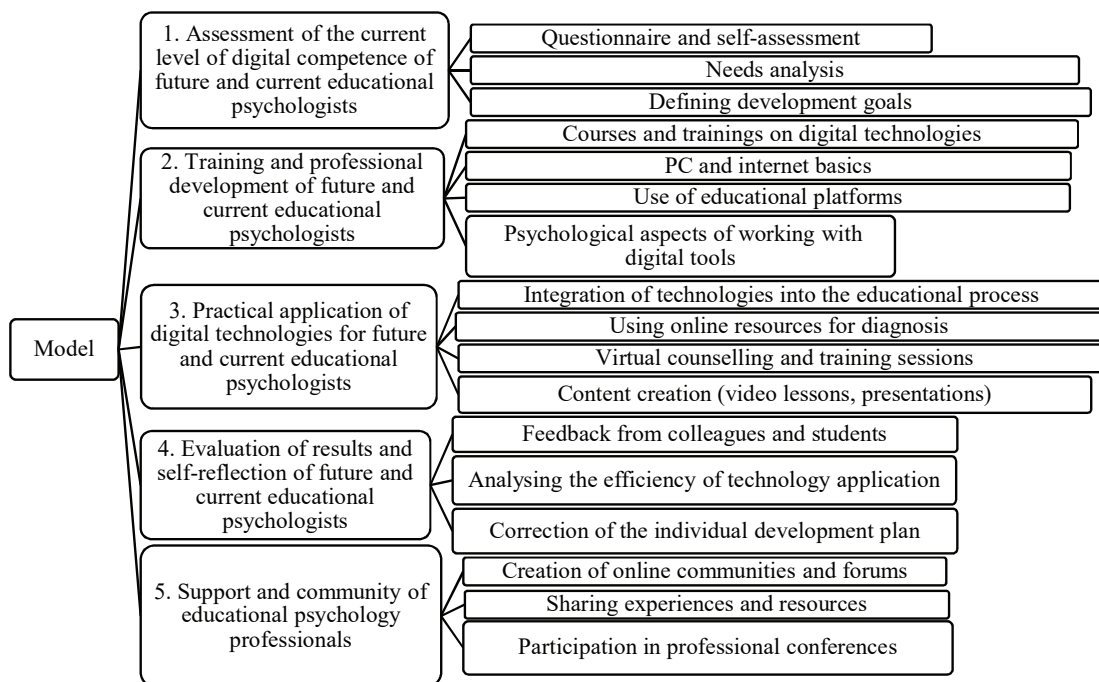 Model
1. Assessment of the current
level of digital competence of
future and current educational
psychologists
Questionnaire and self-assessment
Needs analysis
Defining development goals
2. Training and professional
development of future and
current educational
psychologists
Courses and trainings on digital technologies
PC and internet basics
Use of educational platforms
Psychological aspects of working with
digital tools
3. Practical application of
digital technologies for future
and current educational
psychologists
Integration of technologies into the educational process
Using online resources for diagnosis
Virtual counselling and training sessions
Content creation (video lessons, presentations)
4. Evaluation of results and
self-reflection of future and
current educational
psychologists
Feedback from colleagues and students
Analysing the efficiency of technology application
Correction of the individual development plan
5. Support and community of
educational psychology
professionals
Creation of online communities and forums
Sharing experiences and resources
Participation in professional conferences